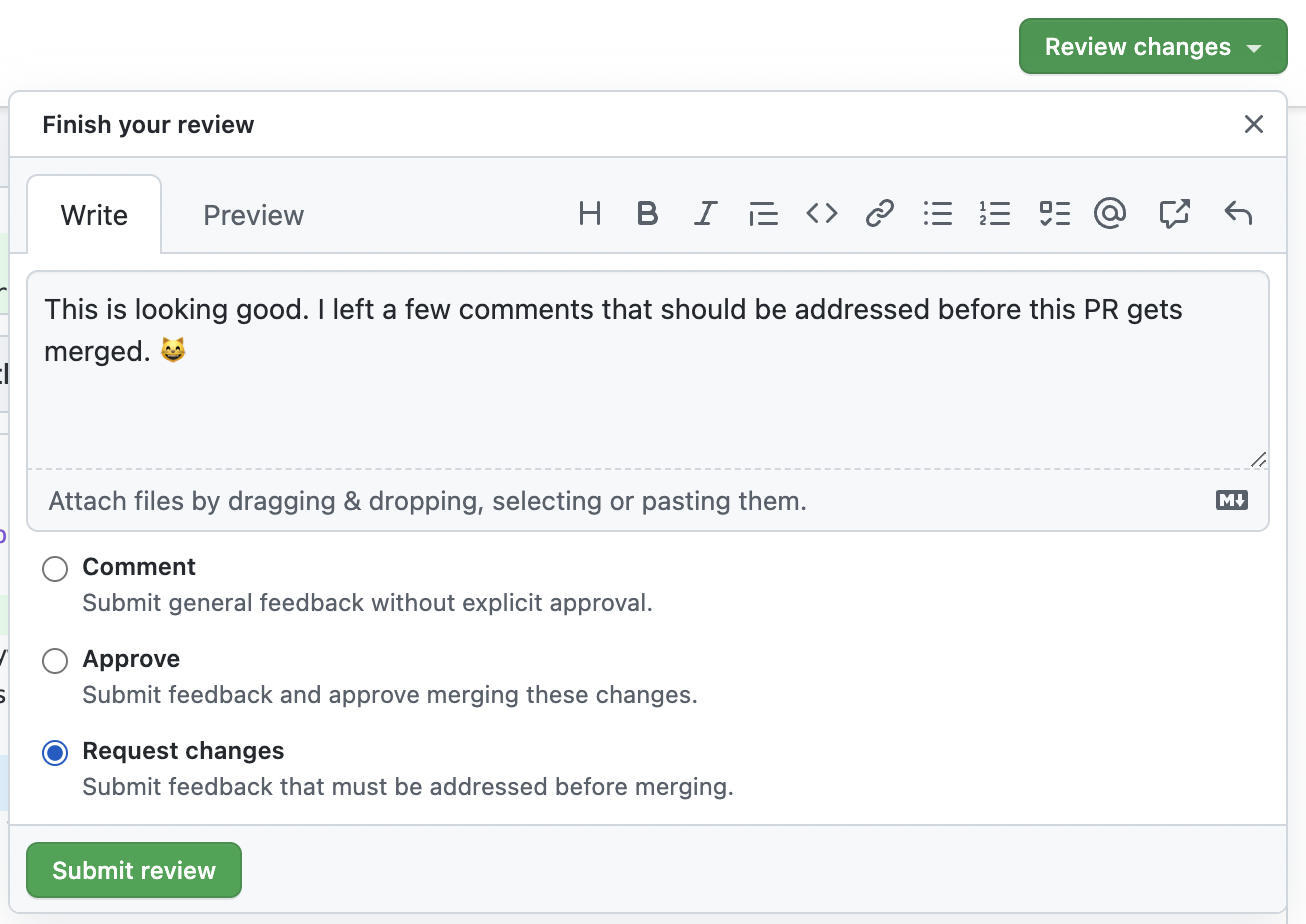 Review changes
Finish your review
Write
Preview
This is looking good. I left a few comments that should be addressed before this PR gets
merged. 😸
Attach files by dragging & dropping, selecting or pasting them.
Comment
Submit general feedback without explicit approval.
Approve
Submit feedback and approve merging these changes.
Request changes
Submit feedback that must be addressed before merging.
Submit review